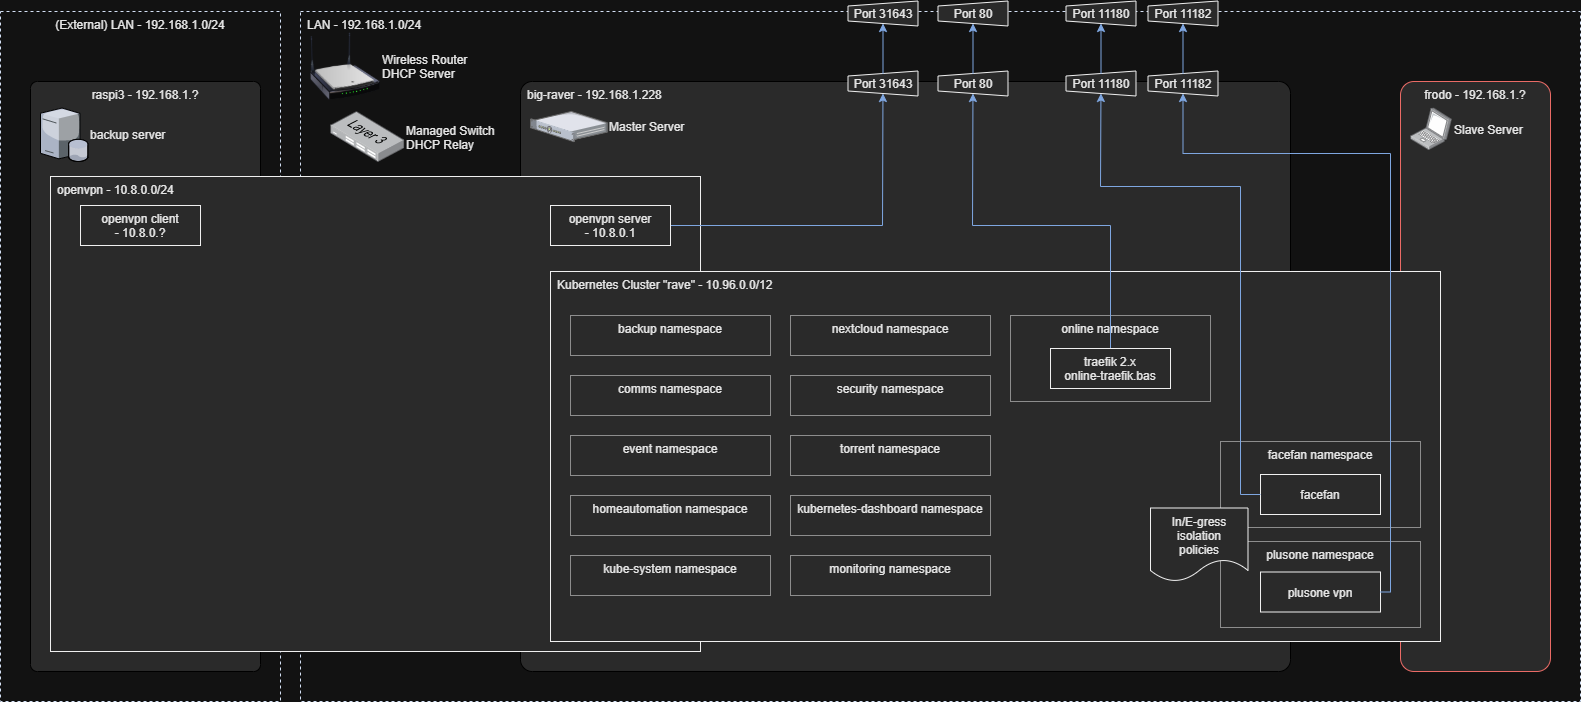 (External) LAN - 192.168.1.0/24
LAN - 192.168.1.0/24
Port 31643
Port 80
Port 11180
Port 11182
Wireless Router
DHCP Server
Port 31643
Port 80
Port 11180
Port 11182
raspi3 - 192.168.1.?
backup server
Layer 3
Managed Switch
DHCP Relay
big-raver - 192.168.1.228
Master Server
frodo - 192.168.1.?
Slave Server
openvpn - 10.8.0.0/24
openvpn client
- 10.8.0.?
openvpn server
- 10.8.0.1
Kubernetes Cluster "rave" - 10.96.0.0/12
backup namespace
nextcloud namespace
online namespace
traefik 2.x
online-traefik.bas
comms namespace
security namespace
event namespace
torrent namespace
facefan namespace
facefan
homeautomation namespace
kubernetes-dashboard namespace
In/E-gress
isolation
policies
kube-system namespace
monitoring namespace
plusone namespace
plusone vpn